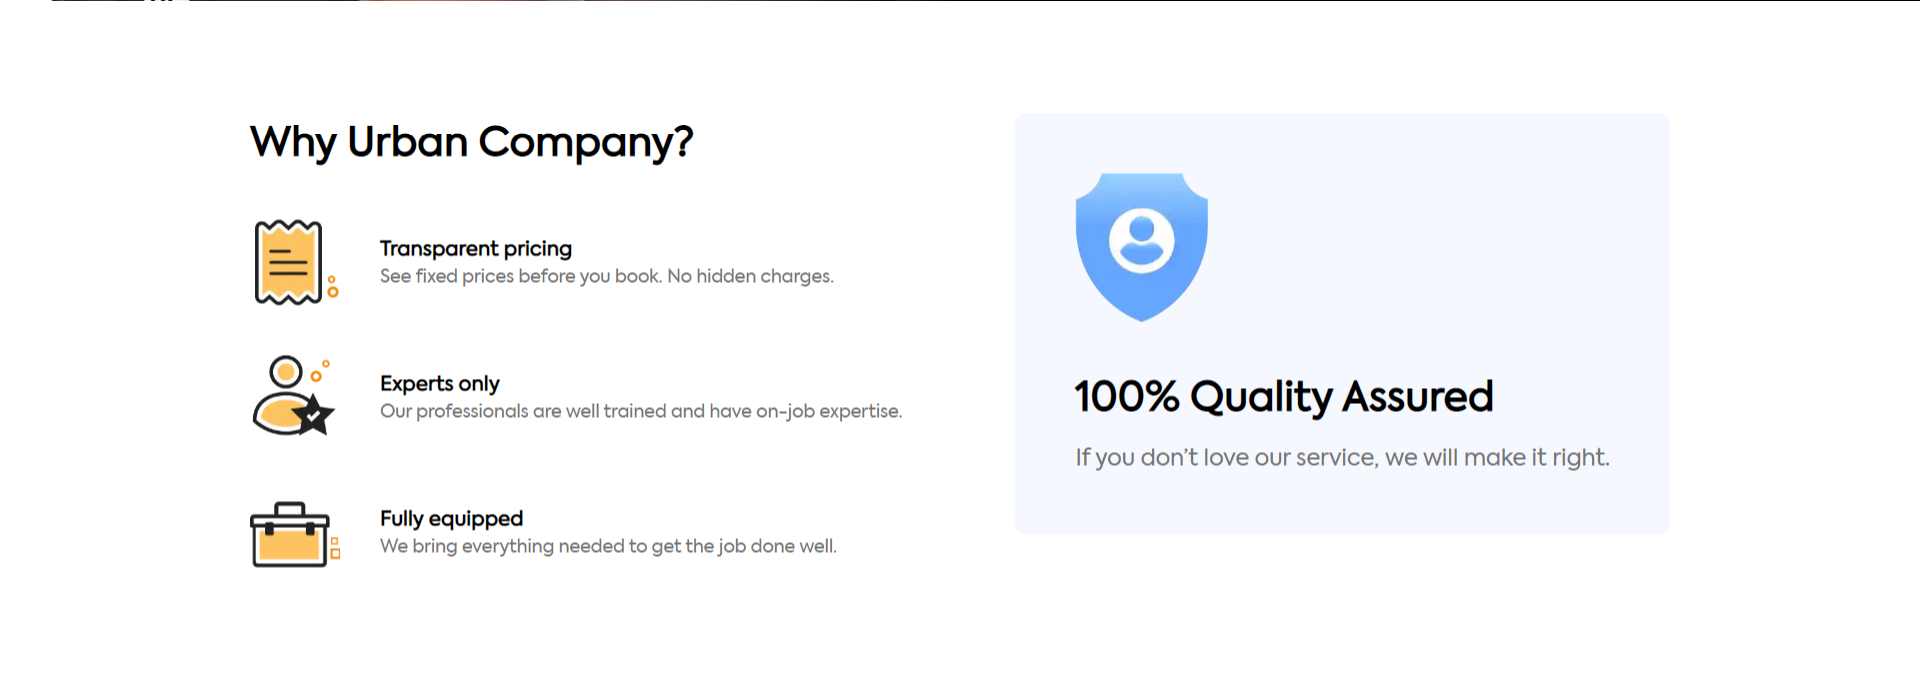 Why Urban Company?
Transparent pricing
See fixed prices before you book. No hidden charges.
Experts only
Our professionals are well trained and have on-job expertise.
Fully equipped
We bring everything needed to get the job done well.
100% Quality Assured
If you don’t love our service, we will make it right.